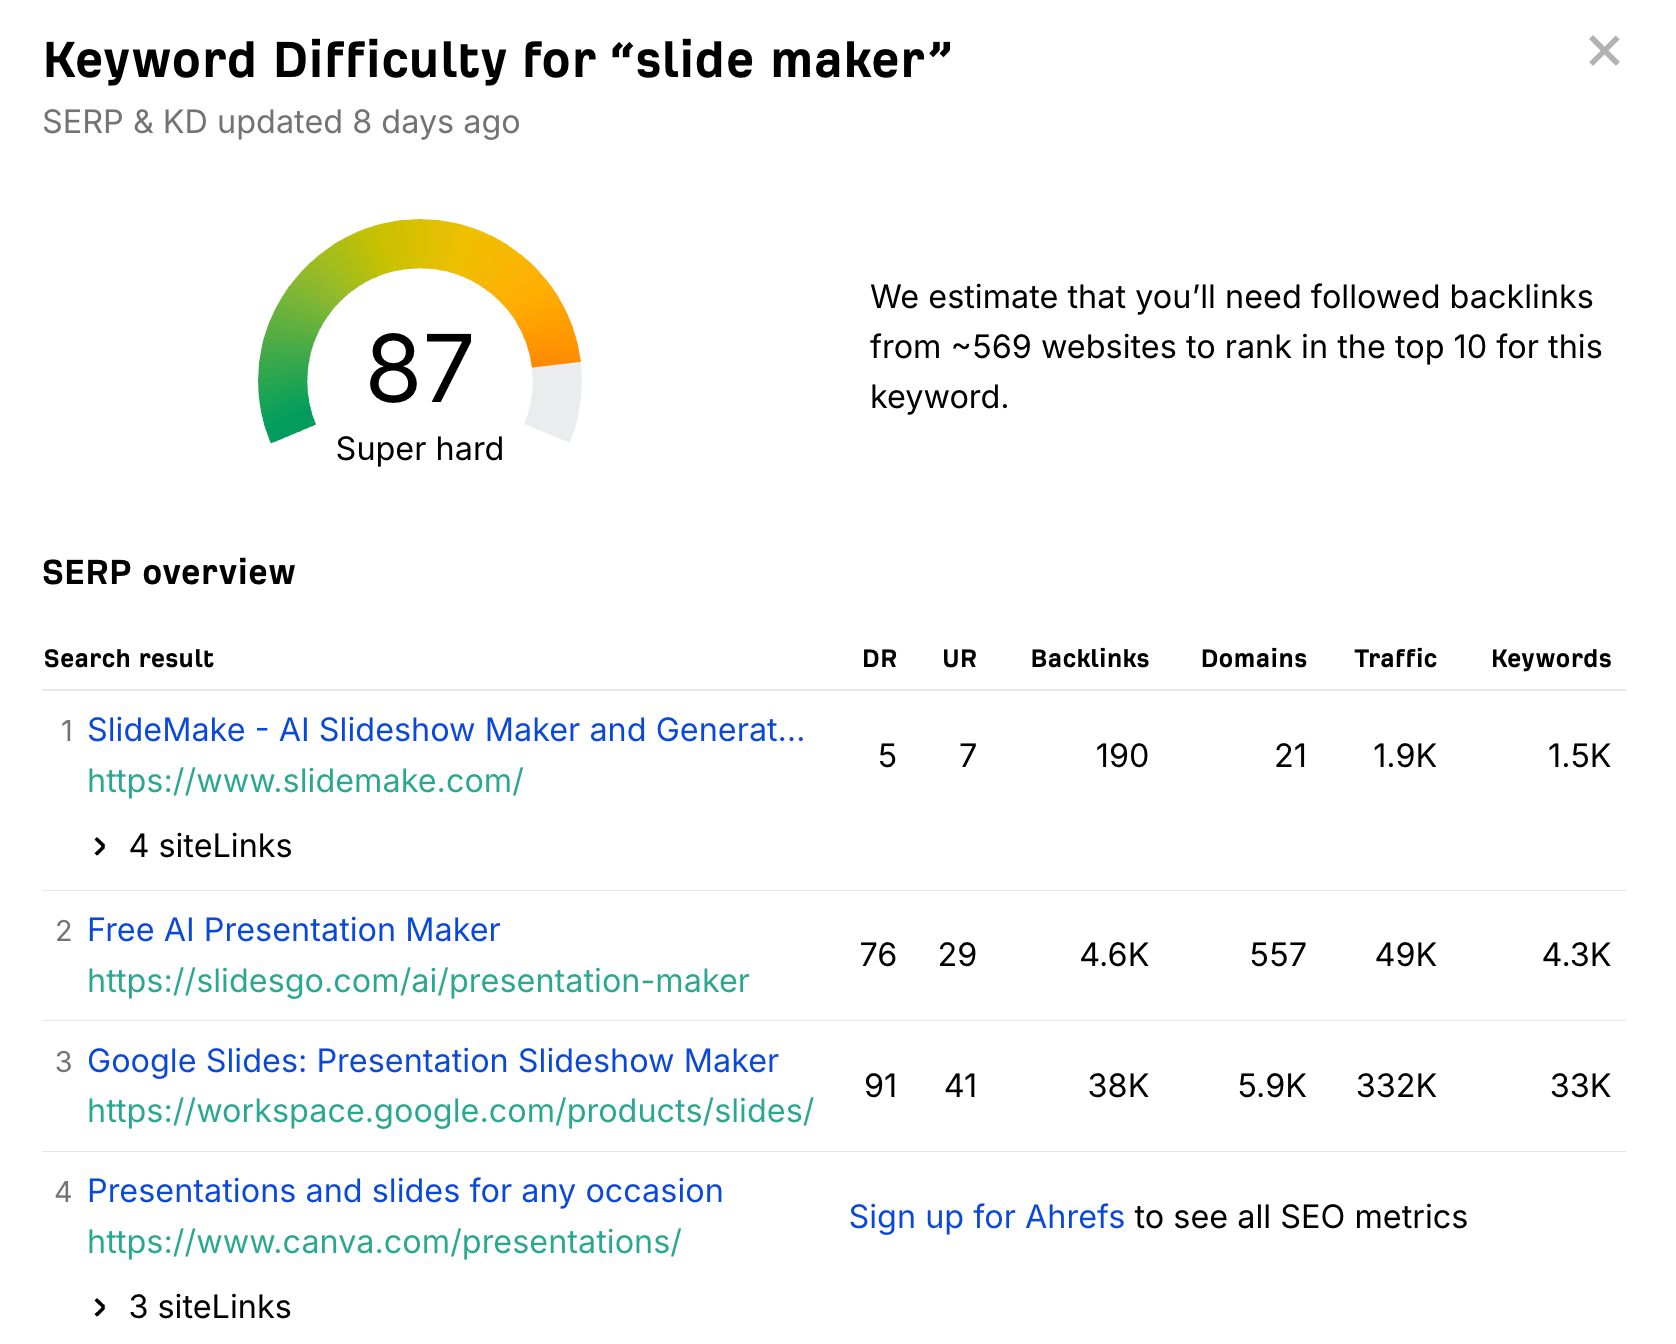 Keyword Difficulty for “slide maker”
SERP & KD updated 8 days ago
87
Super hard
We estimate that you’ll need followed backlinks
from ~569 websites to rank in the top 10 for this
keyword.
SERP overview
Search result DR UR Backlinks Domains Traffic Keywords
1 SlideMake - AI Slideshow Maker and Generat...
https://www.slidemake.com/
5 7 190 21 1.9K 1.5K
4 siteLinks
2 Free AI Presentation Maker
https://slidesgo.com/ai/presentation-maker
76 29 4.6K 557 49K 4.3K
3 Google Slides: Presentation Slideshow Maker
https://workspace.google.com/products/slides/
91 41 38K 5.9K 332K 33K
4 Presentations and slides for any occasion
https://www.canva.com/presentations/
Sign up for Ahrefs to see all SEO metrics
3 siteLinks